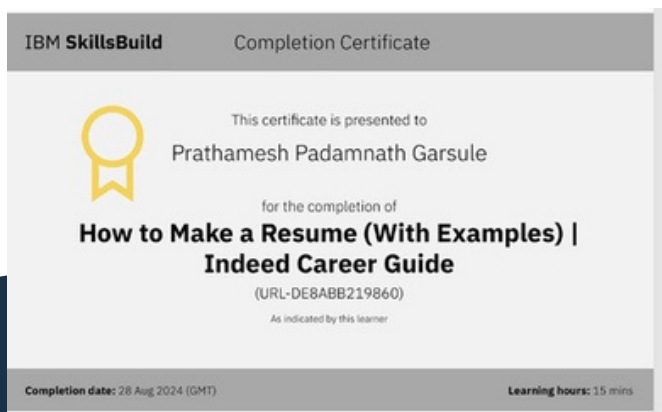 IBM SkillsBuild Completion Certificate
This certificate is presented to
Prathamesh Padamnath Garsule
for the completion of
How to Make a Resume (With Examples) |
Indeed Career Guide
(URL-DE8ABB219860)
As indicated by this learner
Completion date: 28 Aug 2024 (GMT) Learning hours: 15 mins